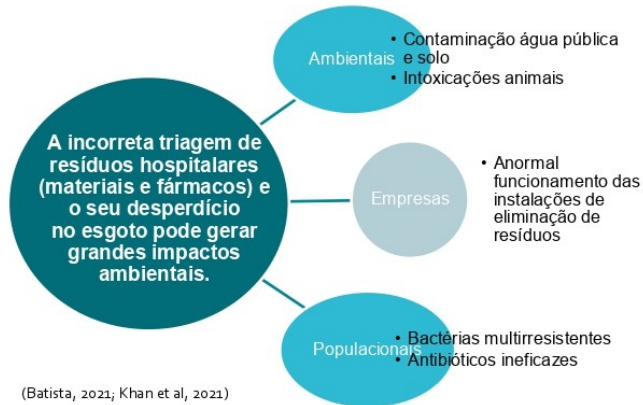 A incorreta triagem de
resíduos hospitalares
(materiais e fármacos) e
o seu desperdício
no esgoto pode gerar
grandes impactos
ambientais.
Ambientais
• Contaminação água pública
e solo
• Intoxicações animais
Empresas
• Anormal
funcionamento das
instalações de
eliminação de
resíduos
Populacionais
• Bactérias multirresistentes
• Antibióticos ineficazes
(Batista, 2021; Khan et al, 2021)